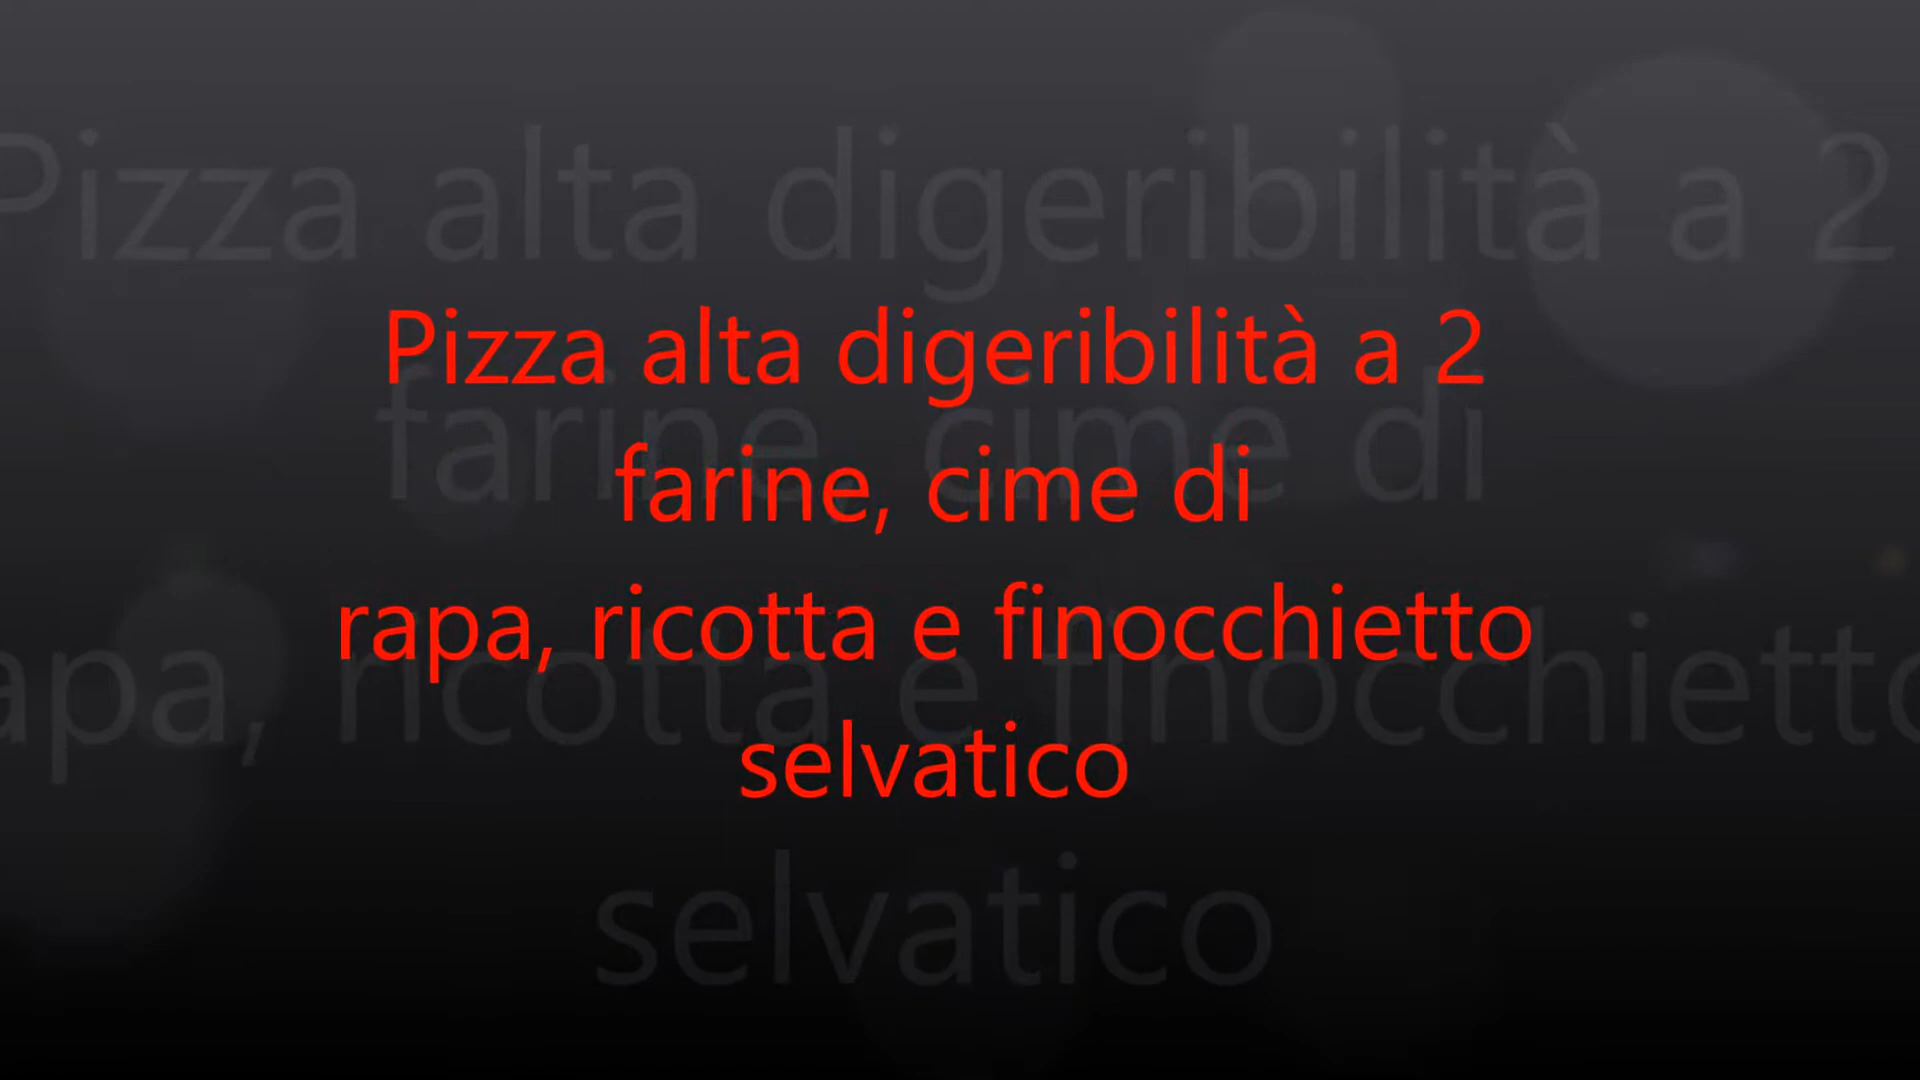 Pizza alta digeribilità a 2
farine, cime di
rapa, ricotta e finocchietto
selvatico